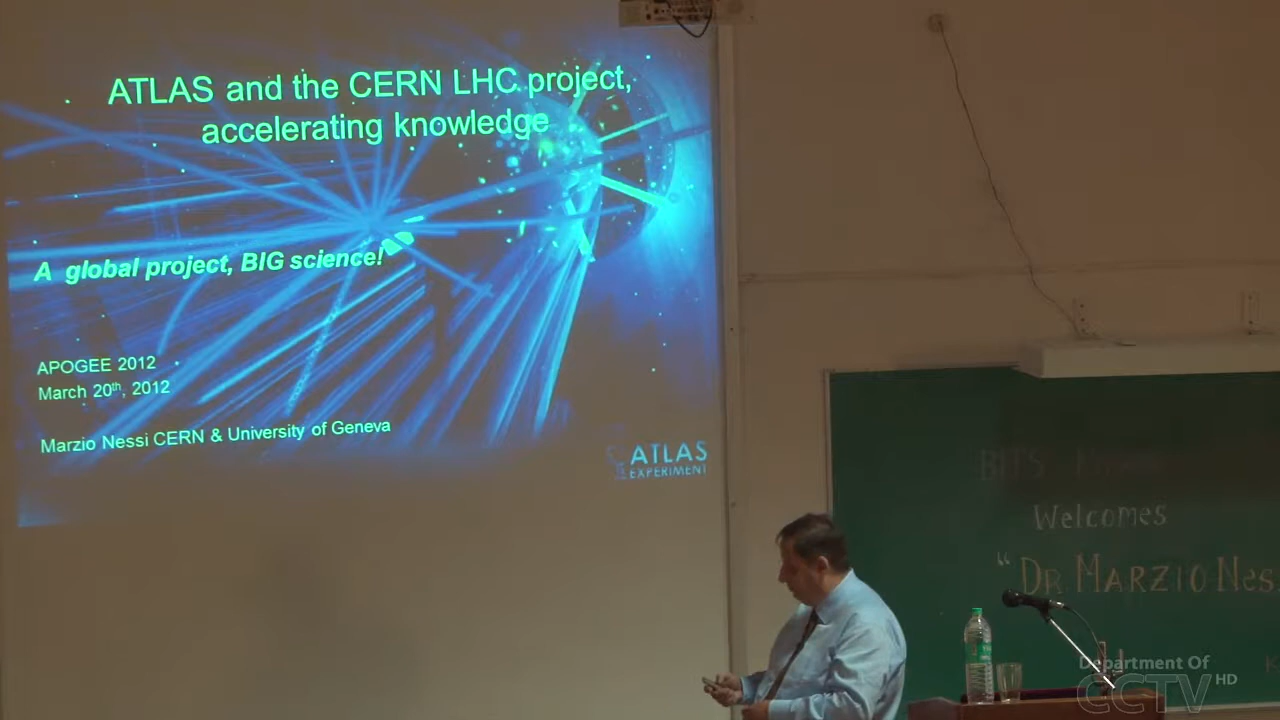 ATLAS and the CERN LHC project,
accelerating knowledge
A global project, BIG science!
APOGEE 2012
March 20th, 2012
Marzio Nessi CERN & University of Geneva
ATLAS
EXPERIMENT
BITS
Welcomes
"Dr Marzio Nes
Department Of
CCTV HD